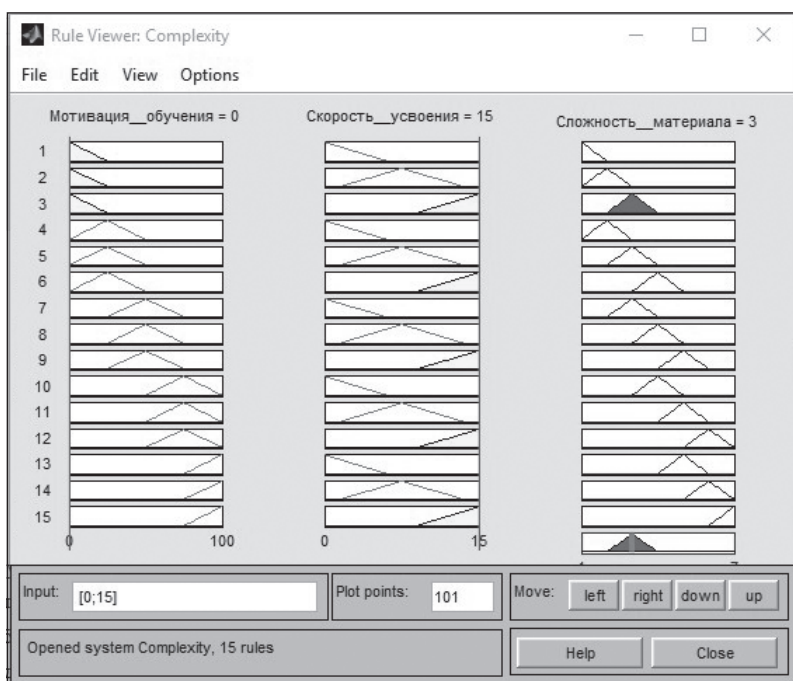 Rule Viewer: Complexity
File Edit View Options
Мотивация__обучения = 0
Скорость__усвоения = 15
Сложность__материала = 3
1
2
3
4
5
6
7
8
9
10
11
12
13
14
15
0 100
0 15
Input: [0;15]
Plot points: 101
Move: left right down up
Opened system Complexity, 15 rules
Help Close